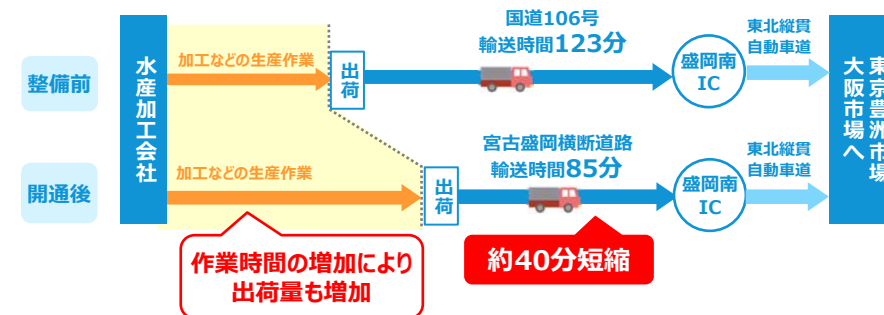 整備前
水産加工会社
加工などの生産作業
出荷
国道106号
輸送時間123分
盛岡南
IC
東北縦貫
自動車道
東京豊洲市場
大阪市場へ
開通後
加工などの生産作業
出荷
宮古盛岡横断道路
輸送時間85分
盛岡南
IC
東北縦貫
自動車道
作業時間の増加により
出荷量も増加
約40分短縮